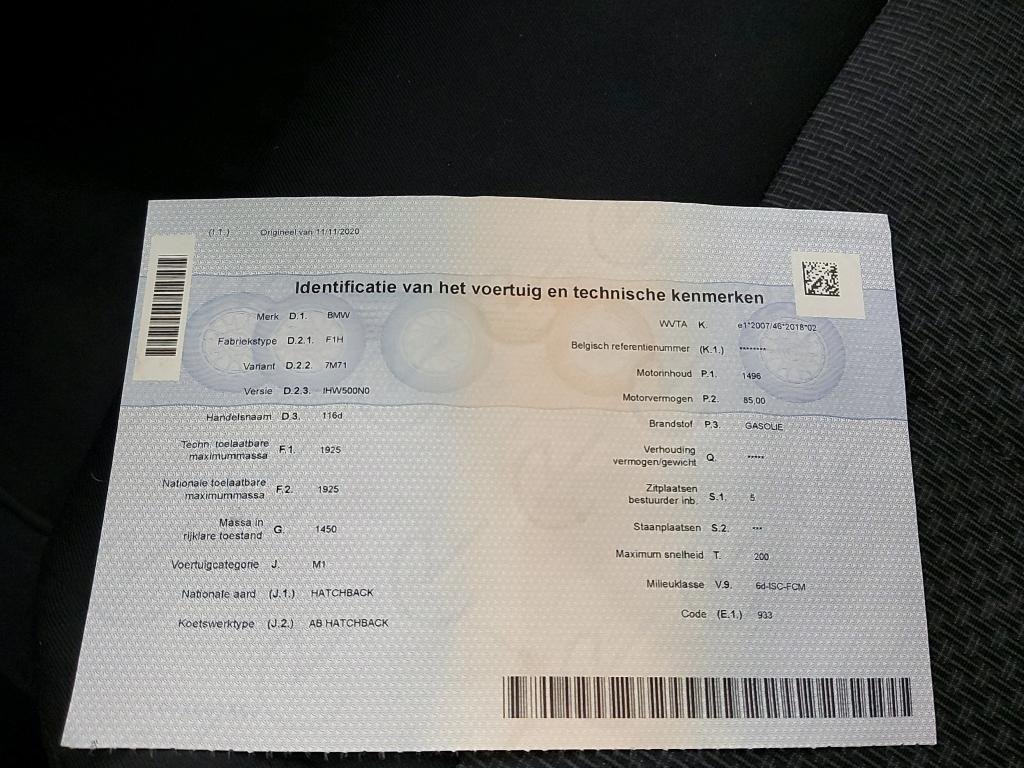 (I.1.) Origineel van 11/11/2020
Identificatie van het voertuig en technische kenmerken
Merk D.1. BMW
Fabriekstype D.2.1. F1H
Variant D.2.2. 7M71
Versie D.2.3. IHW500N0
Handelsnaam D.3. 116d
Techn. toelaatbare
maximummassa F.1. 1925
Nationale toelaatbare
maximummassa F.2. 1925
Massa in
rijklare toestand G. 1450
Voertuigcategorie J. M1
Nationale aard (J.1.) HATCHBACK
Koetswerktype (J.2.) AB HATCHBACK
WVTA K. e1*2007/46*2018*02
Belgisch referentienummer (K.1.) ********
Motorinhoud P.1. 1496
Motorvermogen P.2. 85,00
Brandstof P.3. GASOLIE
Verhouding
vermogen/gewicht Q. *****
Zitplaatsen
bestuurder inb. S.1. 5
Staanplaatsen S.2. ***
Maximum snelheid T. 200
Milieuklasse V.9. 6d-ISC-FCM
Code (E.1.) 933